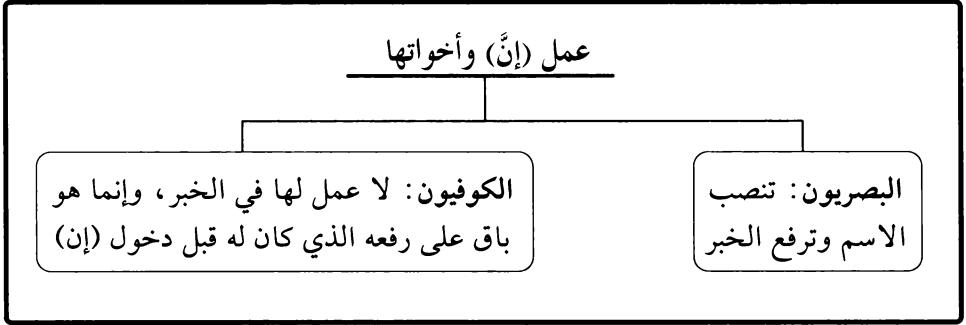 عمل (إنَّ) وأخواتها
البصريون: تنصب
الاسم وترفع الخبر
الكوفيون: لا عمل لها في الخبر، وإنما هو
باق على رفعه الذي كان له قبل دخول (إن)